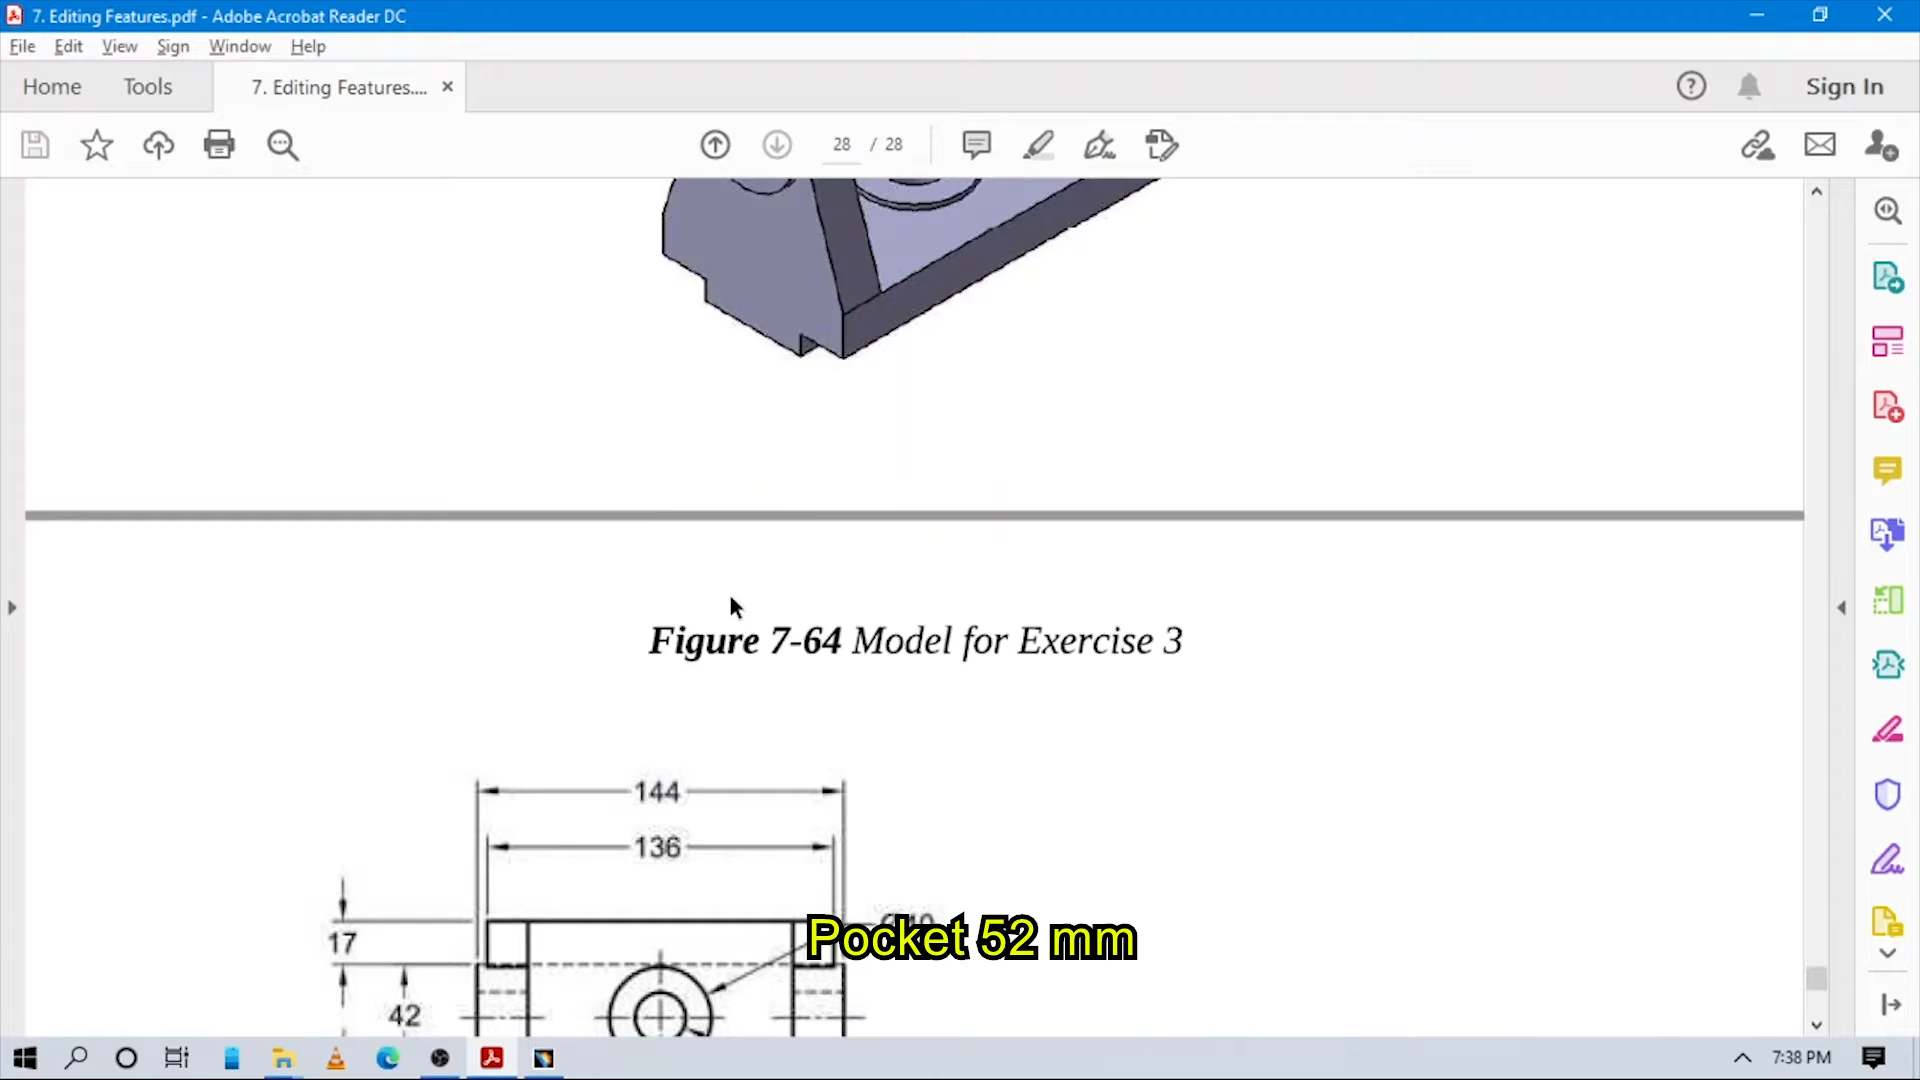 7. Editing Features.pdf - Adobe Acrobat Reader DC
File Edit View Sign Window Help
Home Tools 7. Editing Features.... Sign In
28 / 28
Figure 7-64 Model for Exercise 3
144
136
17
42
Pocket 52 mm
7:38 PM